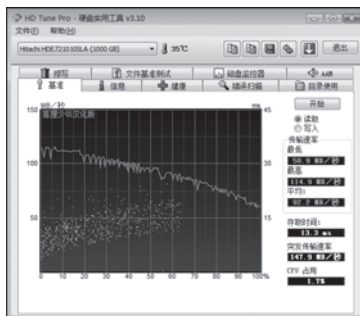 HD Tune Pro - 硬盘实用工具 v3.10
文件(F) 帮助(H)
Hitachi HDE721010SLA (1000 GB)
35℃
退出
擦写
文件基准测试
磁盘监控器
AAM
基准
信息
健康
错误扫描
目录使用
MB/秒
ms
150
45
100
30
50
15
0 10 20 30 40 50 60 70 80 90 100%
开始
读取
写入
传输速率
最低
58.9 MB/秒
最高
114.9 MB/秒
平均:
92.2 MB/秒
存取时间:
13.3 ms
突发传输速率
147.9 MB/秒
CPU 占用
1.7%